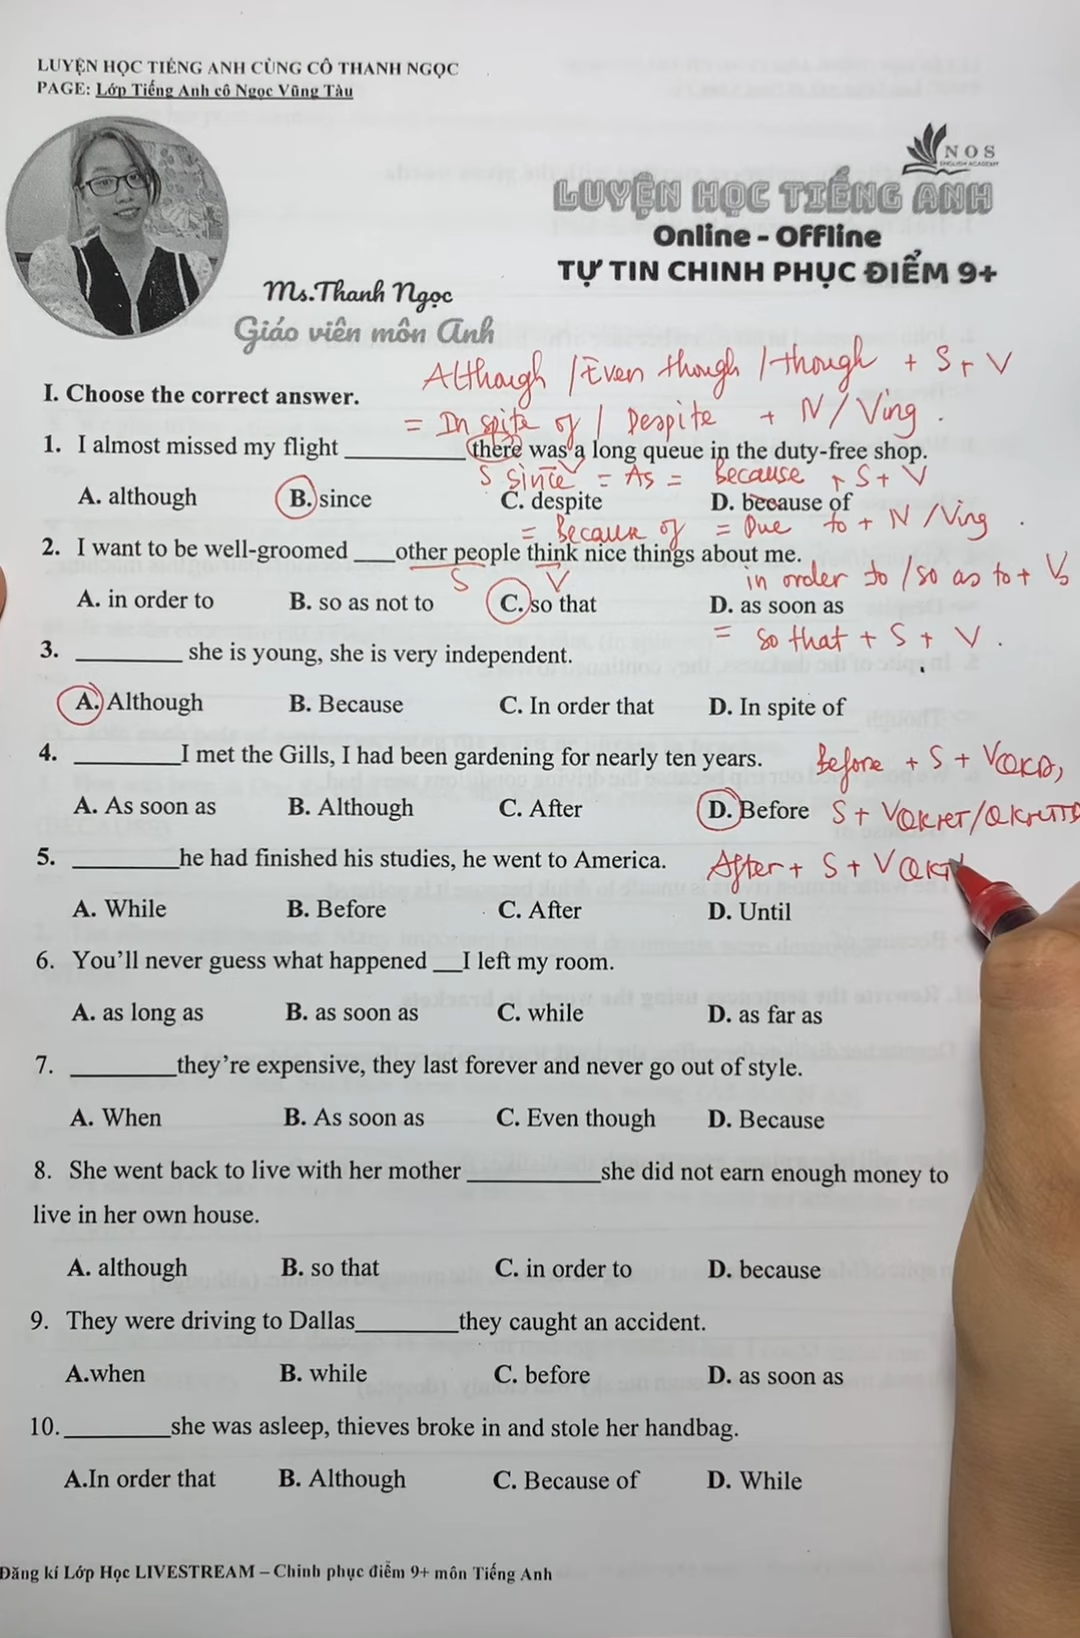 LUYỆN HỌC TIẾNG ANH CÙNG CÔ THANH NGỌC
PAGE: Lớp Tiếng Anh cô Ngọc Vũng Tàu
NOS
ENGLISH ACADEMY
LUYỆN HỌC TIẾNG ANH
Online - Offline
TỰ TIN CHINH PHỤC ĐIỂM 9+
Ms.Thanh Ngọc
Giáo viên môn Anh
Although / Even though / though + S + V
I. Choose the correct answer.
= In spite of / Despite + N / Ving .
1. I almost missed my flight __________ there was a long queue in the duty-free shop.
S V
since = As = Because + S + V
A. although B. since C. despite D. because of
= Because of = Due to + N / Ving .
2. I want to be well-groomed ___ other people think nice things about me.
S V
in order to / so as to + Vo
A. in order to B. so as not to C. so that D. as soon as
= so that + S + V .
3. _________ she is young, she is very independent.
A. Although B. Because C. In order that D. In spite of
4. _________I met the Gills, I had been gardening for nearly ten years.
Before + S + VQKĐ,
A. As soon as B. Although C. After D. Before
S + VQKHT/QKHTTD
5. _________he had finished his studies, he went to America.
After + S + V
A. While B. Before C. After D. Until
6. You’ll never guess what happened ___I left my room.
A. as long as B. as soon as C. while D. as far as
7. _________they’re expensive, they last forever and never go out of style.
A. When B. As soon as C. Even though D. Because
8. She went back to live with her mother ___________she did not earn enough money to
live in her own house.
A. although B. so that C. in order to D. because
9. They were driving to Dallas_________they caught an accident.
A.when B. while C. before D. as soon as
10._________she was asleep, thieves broke in and stole her handbag.
A.In order that B. Although C. Because of D. While
Đăng kí Lớp Học LIVESTREAM – Chinh phục điểm 9+ môn Tiếng Anh